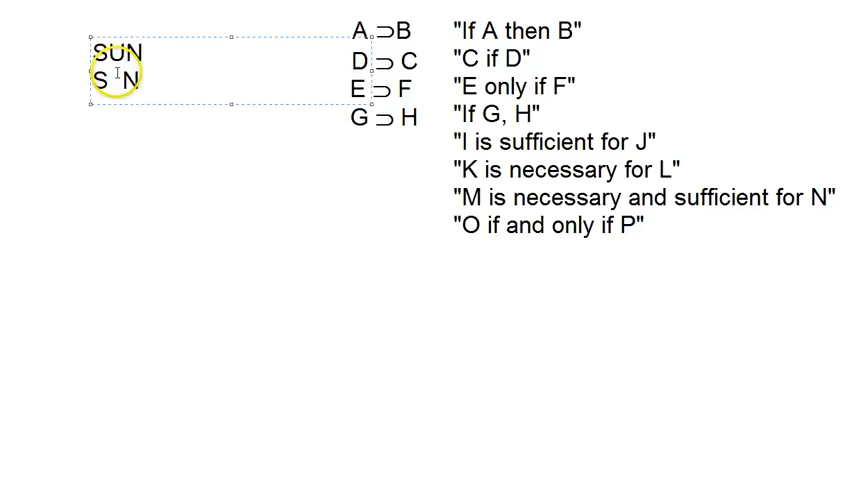 SUN
S N
A ⊃B "If A then B"
D ⊃ C "C if D"
E ⊃ F "E only if F"
G ⊃ H "If G, H"
"I is sufficient for J"
"K is necessary for L"
"M is necessary and sufficient for N"
"O if and only if P"